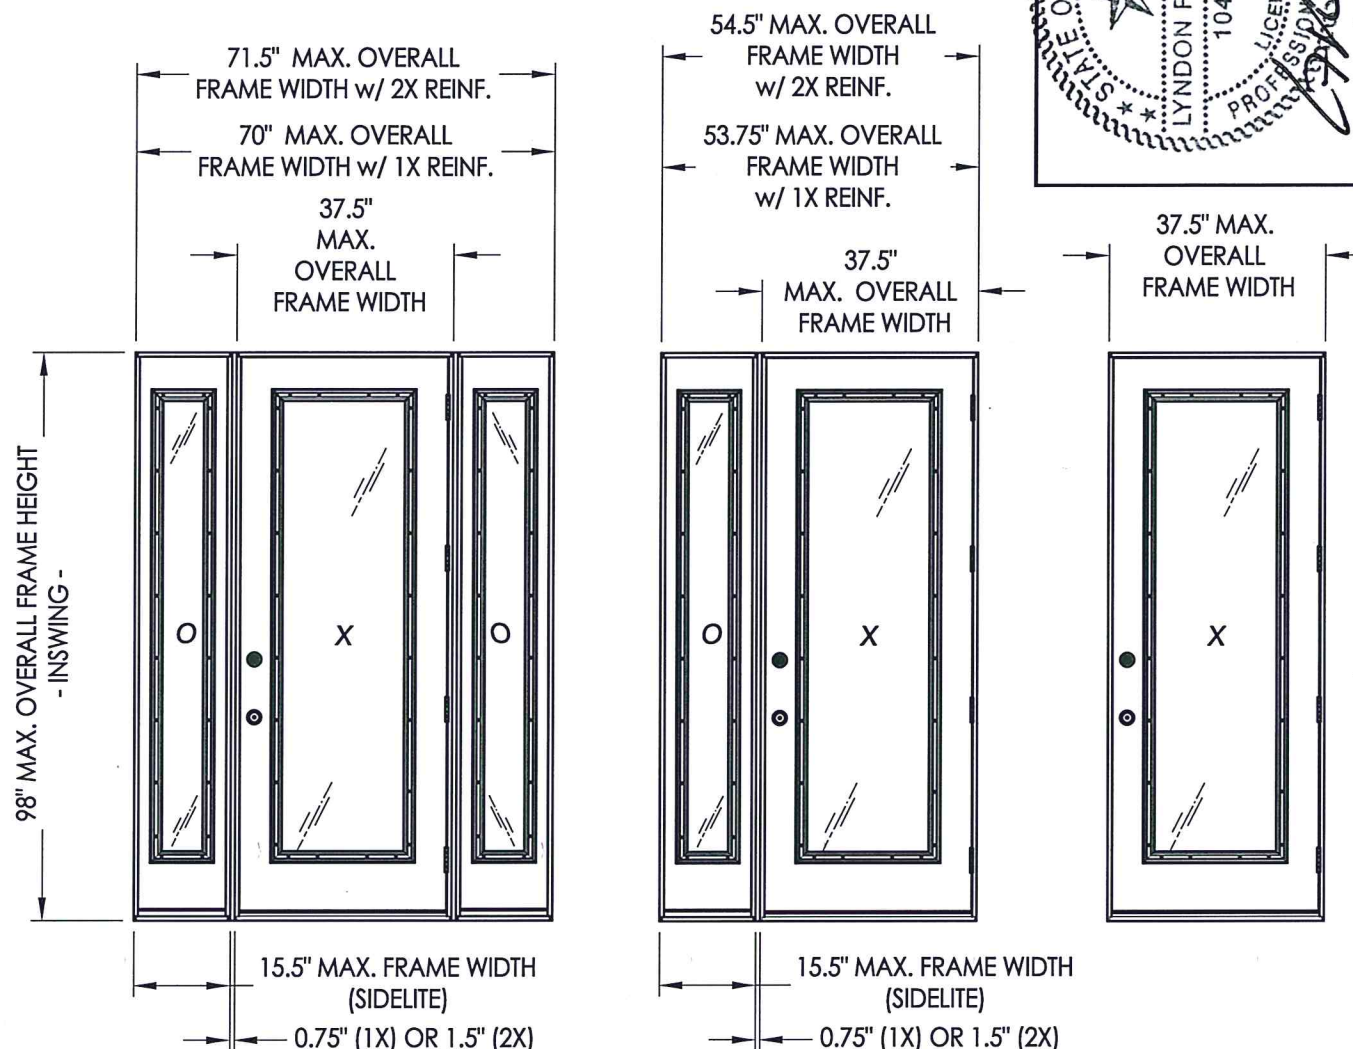 71.5" MAX. OVERALL
FRAME WIDTH w/ 2X REINF.
70" MAX. OVERALL
FRAME WIDTH w/ 1X REINF.
37.5"
MAX.
OVERALL
FRAME WIDTH
54.5" MAX. OVERALL
FRAME WIDTH
w/ 2X REINF.
53.75" MAX. OVERALL
FRAME WIDTH
w/ 1X REINF.
37.5"
MAX. OVERALL
FRAME WIDTH
STATE O
LYNDON F
104
LICE
PROFESSION
37.5" MAX.
OVERALL
FRAME WIDTH
98" MAX. OVERALL FRAME HEIGHT
- INSWING -
O
X
O
O
X
X
15.5" MAX. FRAME WIDTH
(SIDELITE)
0.75" (1X) OR 1.5" (2X)
15.5" MAX. FRAME WIDTH
(SIDELITE)
0.75" (1X) OR 1.5" (2X)